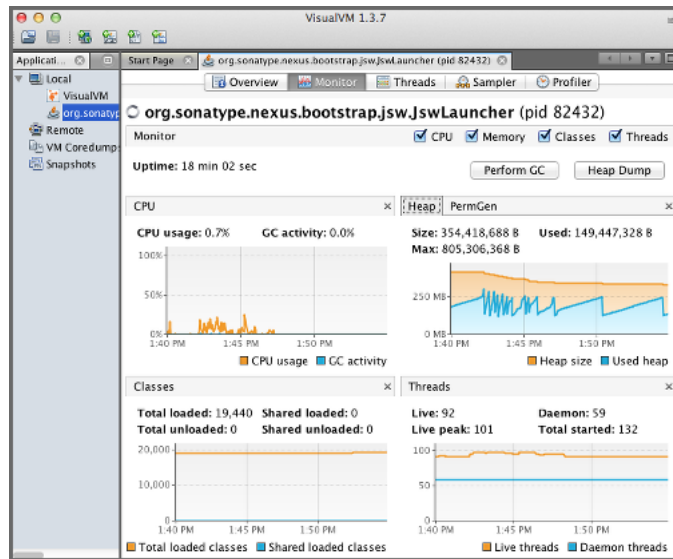 VisualVM 1.3.7
Applicati...
Start Page
org.sonatype.nexus.bootstrap.jsw.JswLauncher (pid 82432)
Local
VisualVM
org.sonatyp
Remote
VM Coredump
Snapshots
Overview Monitor Threads Sampler Profiler
org.sonatype.nexus.bootstrap.jsw.JswLauncher (pid 82432)
Monitor CPU Memory Classes Threads
Uptime: 18 min 02 sec Perform GC Heap Dump
CPU
CPU usage: 0.7% GC activity: 0.0%
100%
50%
0%
1:40 PM 1:45 PM 1:50 PM
CPU usage GC activity
Heap PermGen
Size: 354,418,688 B Used: 149,447,328 B
Max: 805,306,368 B
250 MB
0 MB
1:40 PM 1:45 PM 1:50 PM
Heap size Used heap
Classes
Total loaded: 19,440 Shared loaded: 0
Total unloaded: 0 Shared unloaded: 0
20,000
10,000
0
1:40 PM 1:45 PM 1:50 PM
Total loaded classes Shared loaded classes
Threads
Live: 92 Daemon: 59
Live peak: 101 Total started: 132
100
50
0
1:40 PM 1:45 PM 1:50 PM
Live threads Daemon threads